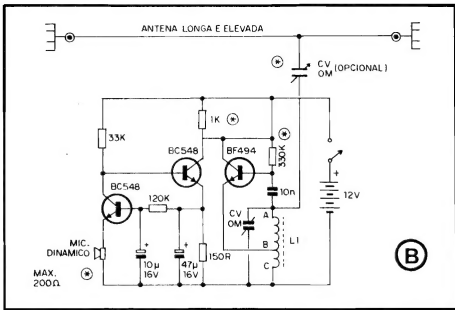 ANTENA LONGA E ELEVADA
CV (OPCIONAL)
OM
1K
33K
330K
BC548
BF494
BC548
120K
10n
12V
CV
OM
A
B
C
L1
MIC.
DINAMICO
MAX.
200Ω
10µ
16V
47µ
16V
150R
B